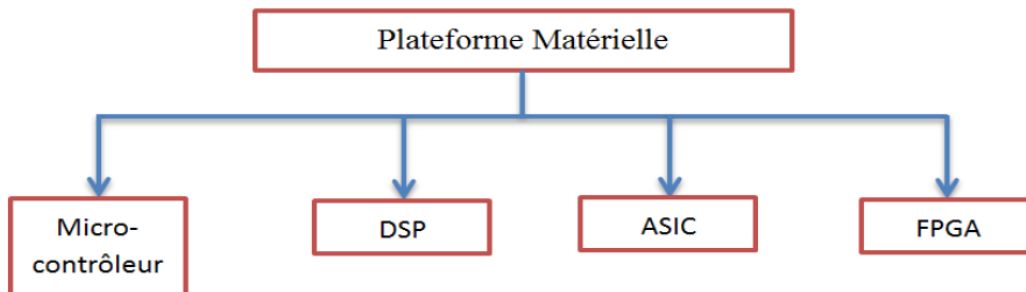 Plateforme Matérielle
Micro-
contrôleur
DSP
ASIC
FPGA